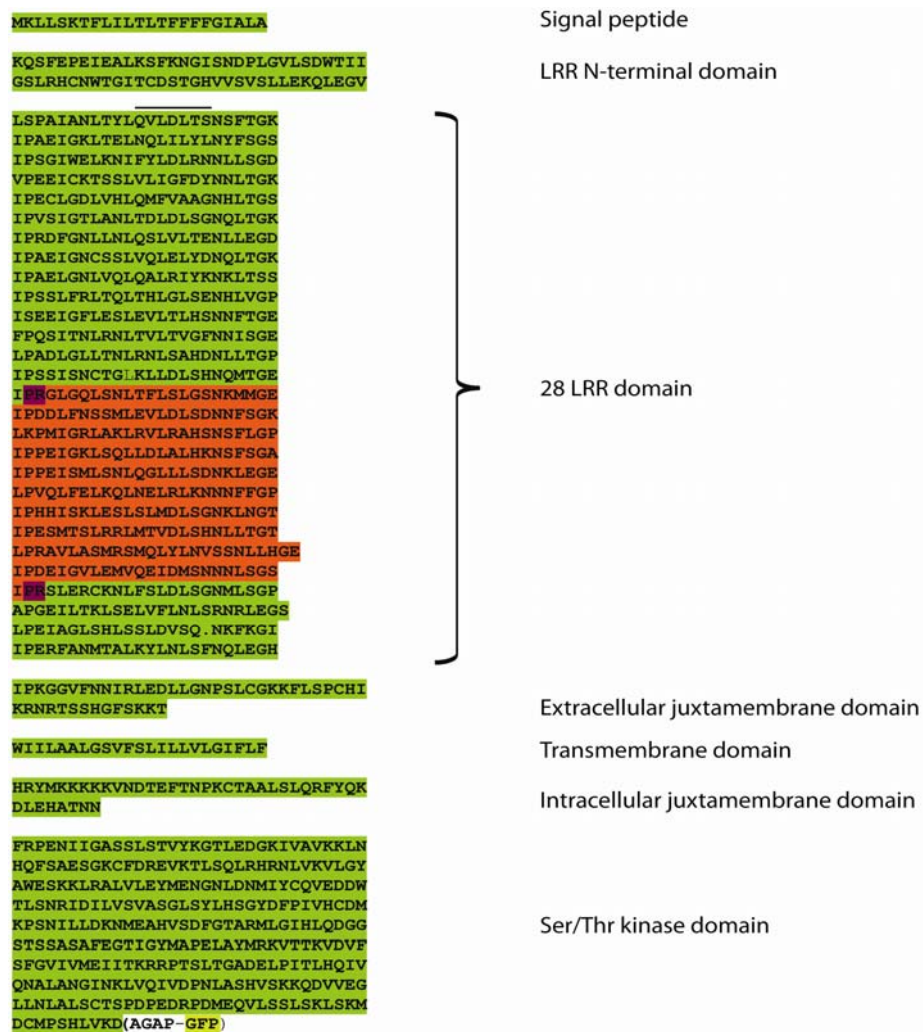 MKLLSKTFLILTLTFFFFGIALA
Signal peptide
KQSFEPEIEALKSFKNGISNDPLGVLSDWTII
GSLRHCNWTGITCDSTGHVVSVSLLEKQLEGV
LRR N-terminal domain
LSPAIANLTYLQVLDLTSNSFTGK
IPAEIGKLTELNQLILYLNYFSGS
IPSGIWELKNIFYLDLRNNLLSGD
VPEEICKTSSLVLIGFDYNNLTGK
IPECLGDLVHLQMFVAAGNHLTGS
IPVSIGTLANLTDLDLSGNQLTGK
IPRDFGNLLNLQSLVLTENLLEGD
IPAEIGNCSSLVQLELYDNQLTGK
IPAELGNLVQLQALRIYKNKLTSS
IPSSLFRLTQLTHLGLSENHLVGP
ISEEIGFLESLEVLTLHSNNFTGE
FPQSITNLRNLTVLTVGFNNISGE
LPADLGLLTNLRNLSAHDNLLTGP
IPSSISNCTGLKLLDLSHNQMTGE
IPRGLGQLSNLTFLSLGSNKMMGE
IPDDLFNSSMLEVLDLSDNNFSGK
LKPMIGRLAKLRVLRAHSNSFLGP
IPPEIGKLSQLLDLALHKNSFSGA
IPPEISMLSNLQGLLLSDNKLEGE
LPVQLFELKQLNELRLKNNNFFGP
IPHHISKLESLSLMDLSGNKLNGT
IPESMTSLRRLMTVDLSHNLLTGT
LPRAVLASMRSMQLYLNVSSNLLHGE
IPDEIGVLEMVQEIDMSNNNLSGS
IPRSLERCKNLFSLDLSGNMLSGP
APGEILTKLSELVFLNLSRNRLEGS
LPEIAGLSHLSSLDVSQ.NKFKGI
IPERFANMTALKYLNLSFNQLEGH
28 LRR domain
IPKGGVFNNIRLEDLLGNPSLCGKKFLSPCHI
KRNRTSSHGFSKKT
Extracellular juxtamembrane domain
WIILAALGSVFSLILLVLGIFLF
Transmembrane domain
HRYMKKKKKVNDTEFTNPKCTAALSLQRFYQK
DLEHATNN
Intracellular juxtamembrane domain
FRPENIIGASSLSTVYKGTLEDGKIVAVKKLN
HQFSAESGKCFDREVKTLSQLRHRNLVKVLGY
AWESKKLRALVLEYMENGNLDNMIYCQVEDDW
TLSNRIDILVSVASGLSYLHSGYDFPIVHCDM
KPSNILLDKNMEAHVSDFGTARMLGIHLQDGG
STSSASAFEGTIGYMAPELAYMRKVTTKVDVF
SFGVIVMEIITKRRPTSLTGADELPITLHQIV
QNALANGINKLVQIVDPNLASHVSKKQDVVEG
LLNLALSCTSPDPEDRPDMEQVLSSLSKLSKM
DCMPSHLVKD(AGAP-GFP)
Ser/Thr kinase domain